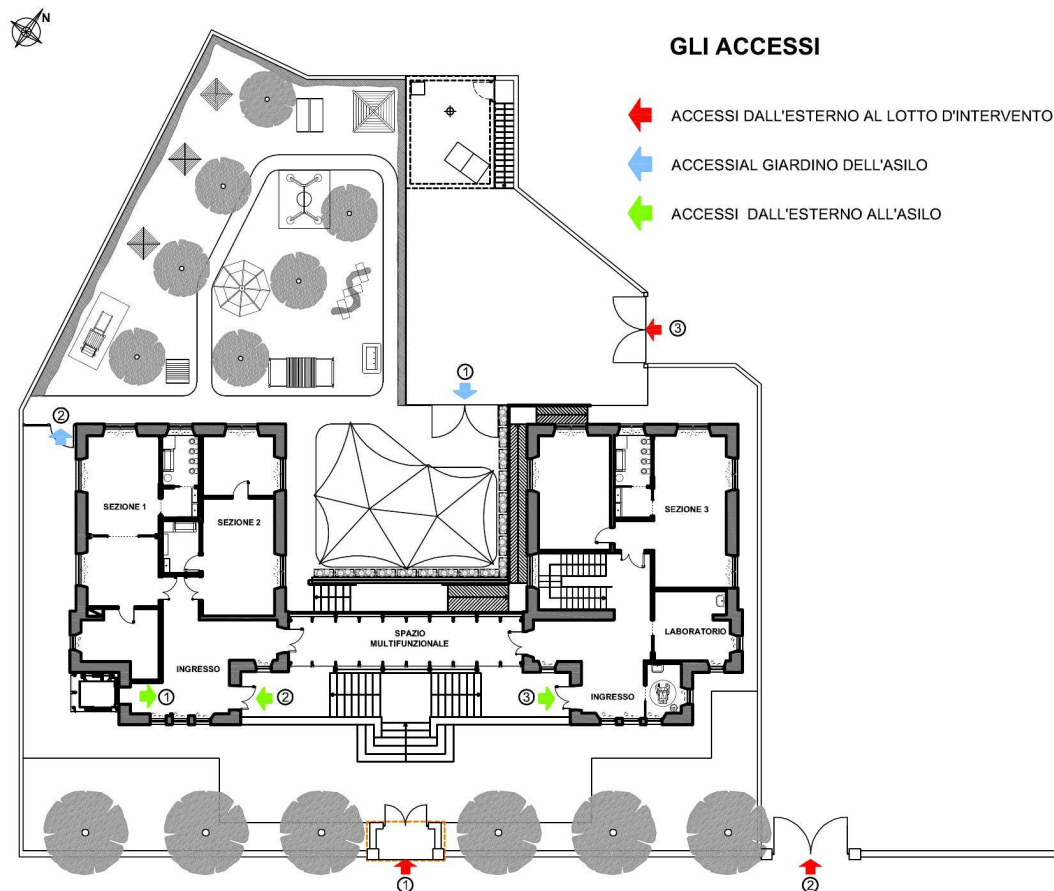 N
GLI ACCESSI
ACCESSI DALL'ESTERNO AL LOTTO D'INTERVENTO
ACCESSIAL GIARDINO DELL'ASILO
ACCESSI DALL'ESTERNO ALL'ASILO
3
1
2
SEZIONE 1
SEZIONE 2
SEZIONE 3
LABORATORIO
SPAZIO
MULTIFUNZIONALE
INGRESSO
1
2
3
INGRESSO
1
2